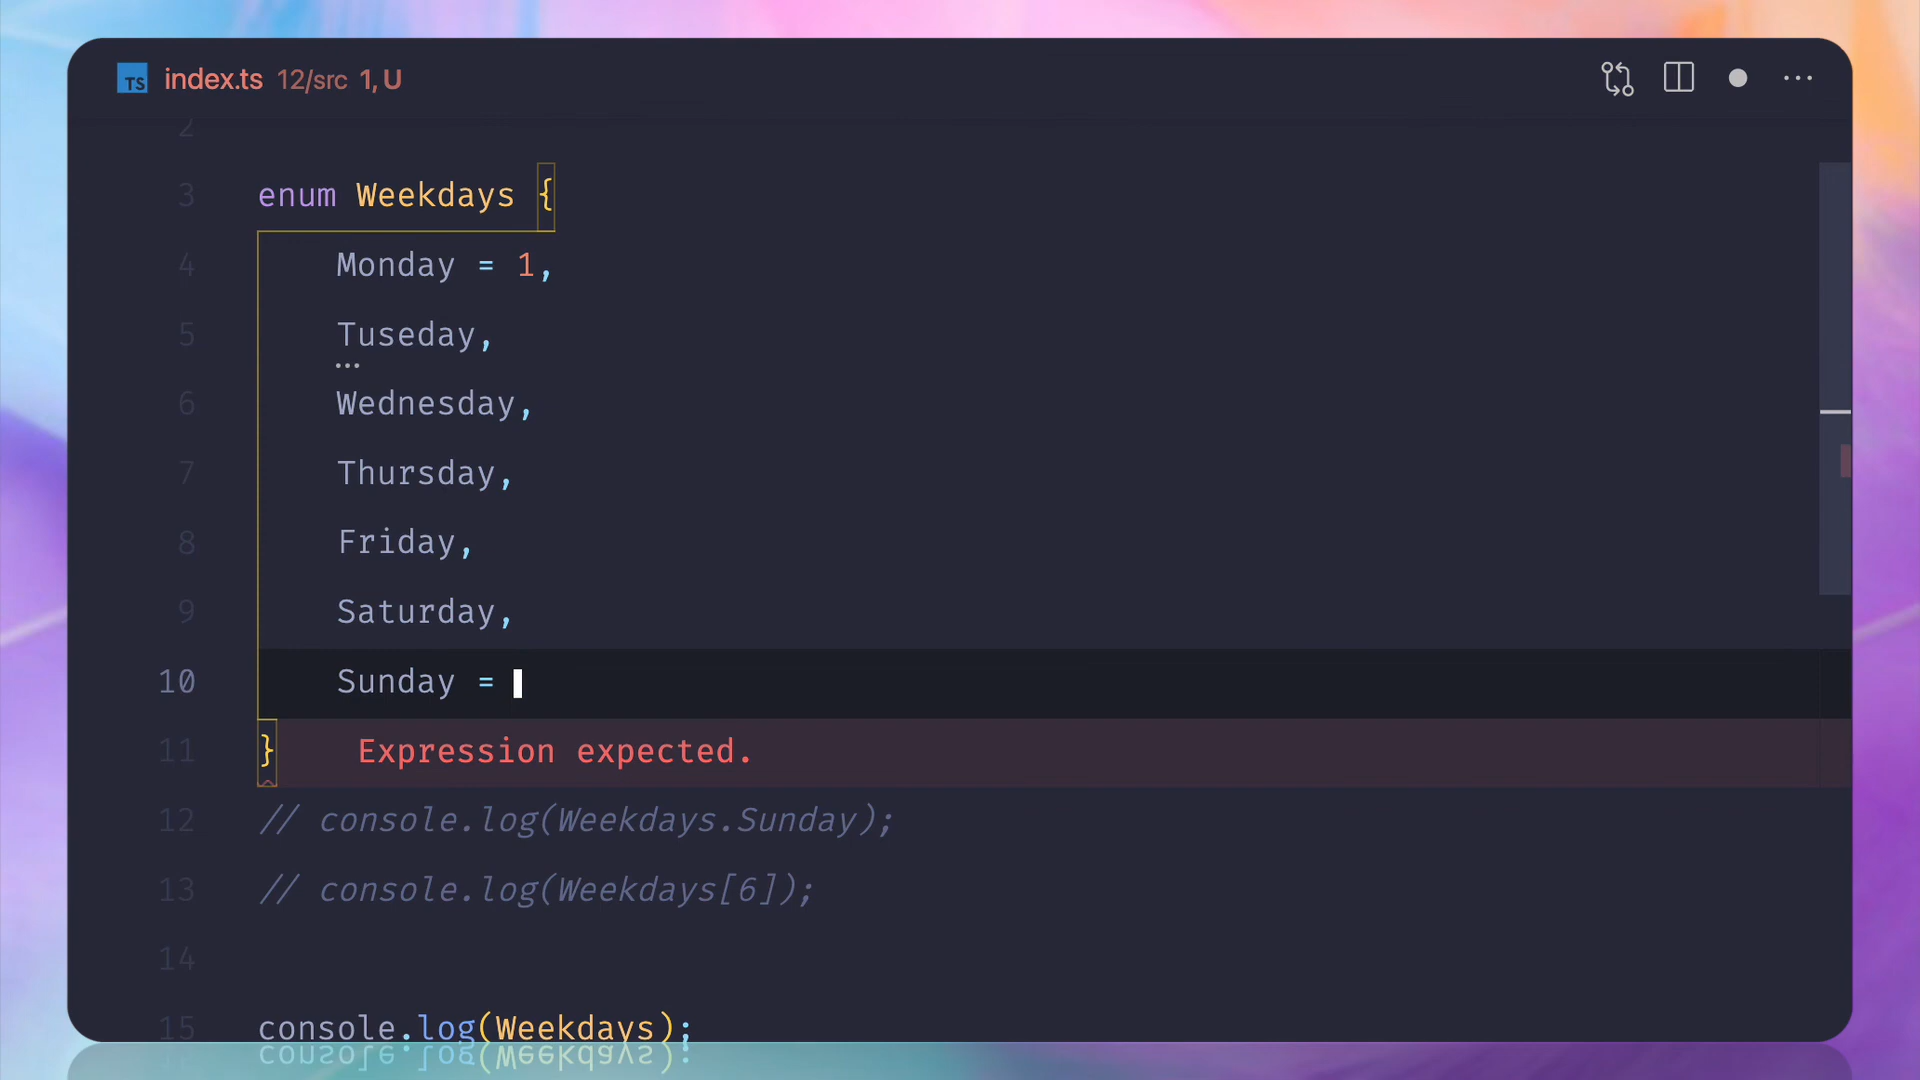 TS index.ts 12/src 1, U
2
3 enum Weekdays {
4 Monday = 1,
5 Tuseday,
6 Wednesday,
7 Thursday,
8 Friday,
9 Saturday,
10 Sunday =
11 } Expression expected.
12 // console.log(Weekdays.Sunday);
13 // console.log(Weekdays[6]);
14
15 console.log(Weekdays);